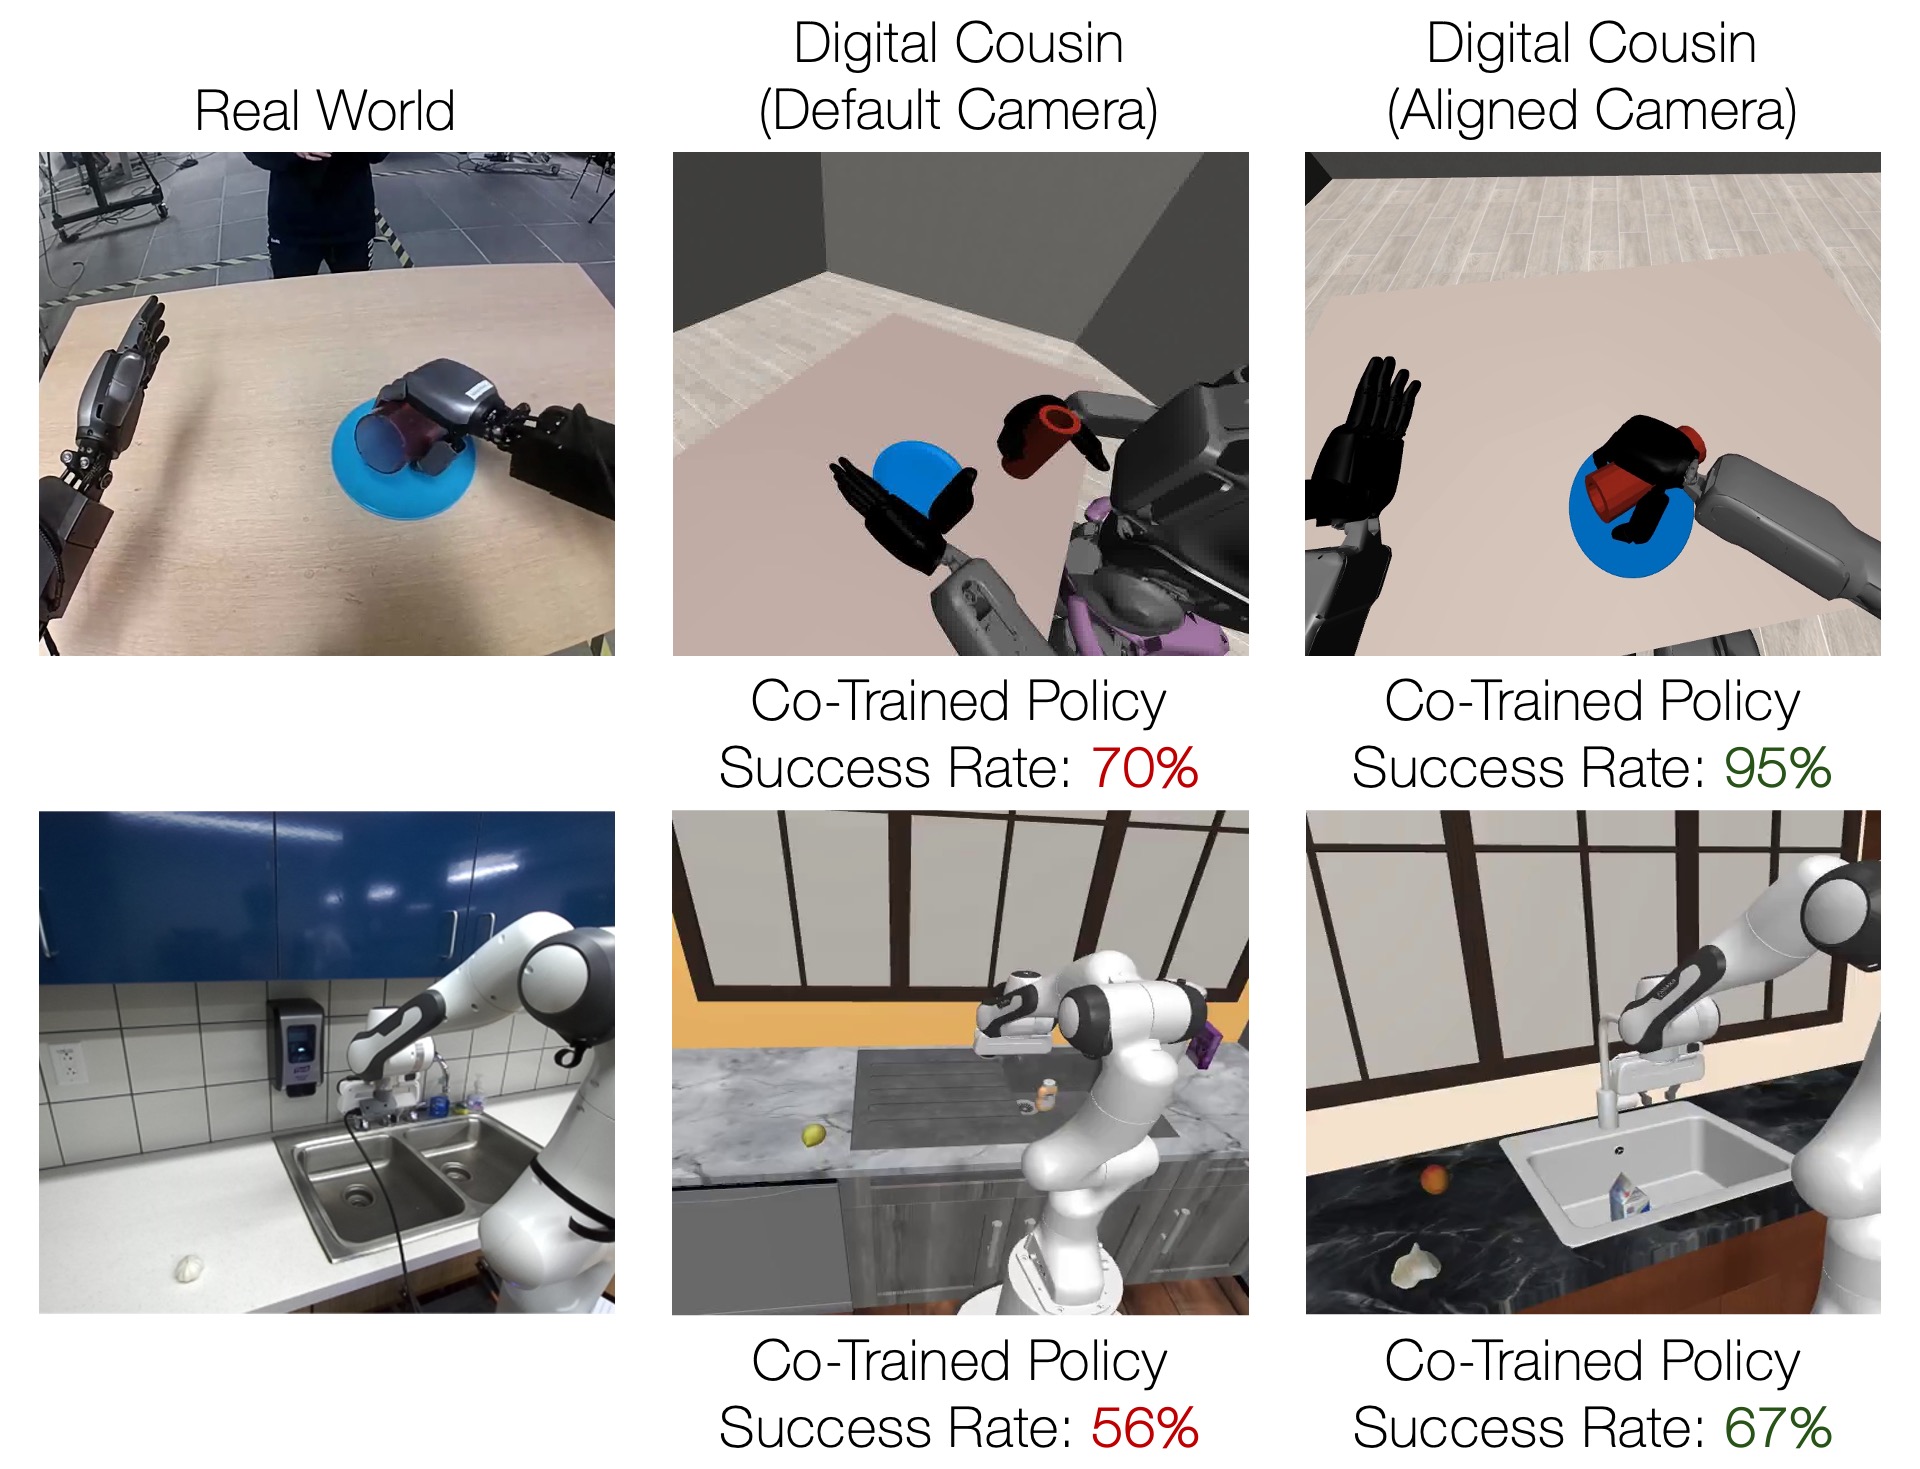 Real World
Digital Cousin
(Default Camera)
Digital Cousin
(Aligned Camera)
Co-Trained Policy
Success Rate: 70%
Co-Trained Policy
Success Rate: 95%
Co-Trained Policy
Success Rate: 56%
Co-Trained Policy
Success Rate: 67%